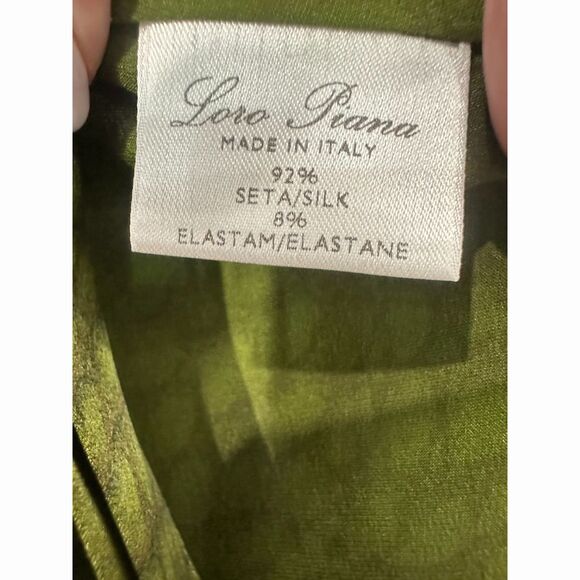 Loro Piana
MADE IN ITALY
92%
SETA/SILK
8%
ELASTAM/ELASTANE